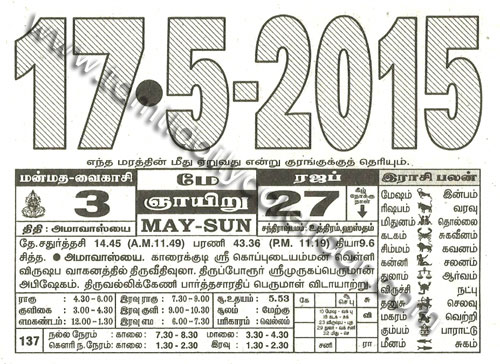 17.5-2015
எந்த மரத்தின் மீது ஏறுவது என்று குரங்குக்குத் தெரியும்.
மன்மத-வைகாசி மே ரஜப் இராசி பலன்
3 ஞாயிறு 27 கீழ் நோக்கு நாள்
திதி : அமாவாஸ்யை MAY-SUN சந்திராஷ்டமம்: உத்திரம்,ஹஸ்தம்
தே.சதுர்த்தசி 14.45 (A.M.11.49) பரணி 43.36 (P.M. 11.19) தியா9.6
சித்த. ● அமாவாஸ்யை. காரைக்குடி ஸ்ரீ கொப்புடையம்மன் வெள்ளி
விருஷப வாகனத்தில் திருவீதிவுலா. திருப்போரூர் ஸ்ரீமுருகபெருமான்
அபிஷேகம். திருவல்லிக்கேணி பார்த்தசாரதிப் பெருமாள் விடாயாற்று.
ராகு : 4.30 - 6.00 இரவு ராகு : 7.30 - 9.00 சூ.உதயம் : 5.53
குளிகை : 3.00 - 4.30 இரவு குளி : 9.00 - 10.30 சூலம் : மேற்கு
எமகண்டம் : 12.00 - 1.30 இரவு எம : 6.00 - 7.30 பரிகாரம் : வெல்லம்
137 நல்ல நேரம் : காலை : 7.30 - 8.30 மாலை : 3.30 - 4.30
கௌரி ந.நேரம் : காலை : 1.30 - 2.30 இரவு : 1.30 - 2.30
மேஷம் இன்பம்
ரிஷபம் வரவு
மிதுனம் தொல்லை
கடகம் சுகவீனம்
சிம்மம் கவனம்
கன்னி அன்பு
துலாம் ஆர்வம்
விருச். நட்பு
தனுசு செலவு
மகரம் வெற்றி
கும்பம் பாராட்டு
மீனம் சுகம்
www.tamildailycalendar.com